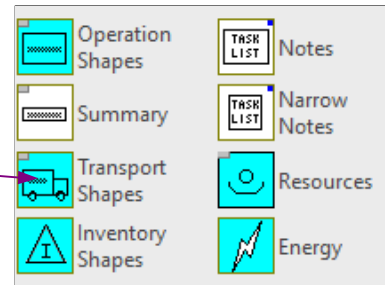 Operation
Shapes
TASK
LIST
Notes
Summary
TASK
LIST
Narrow
Notes
Transport
Shapes
Resources
I
Inventory
Shapes
Energy